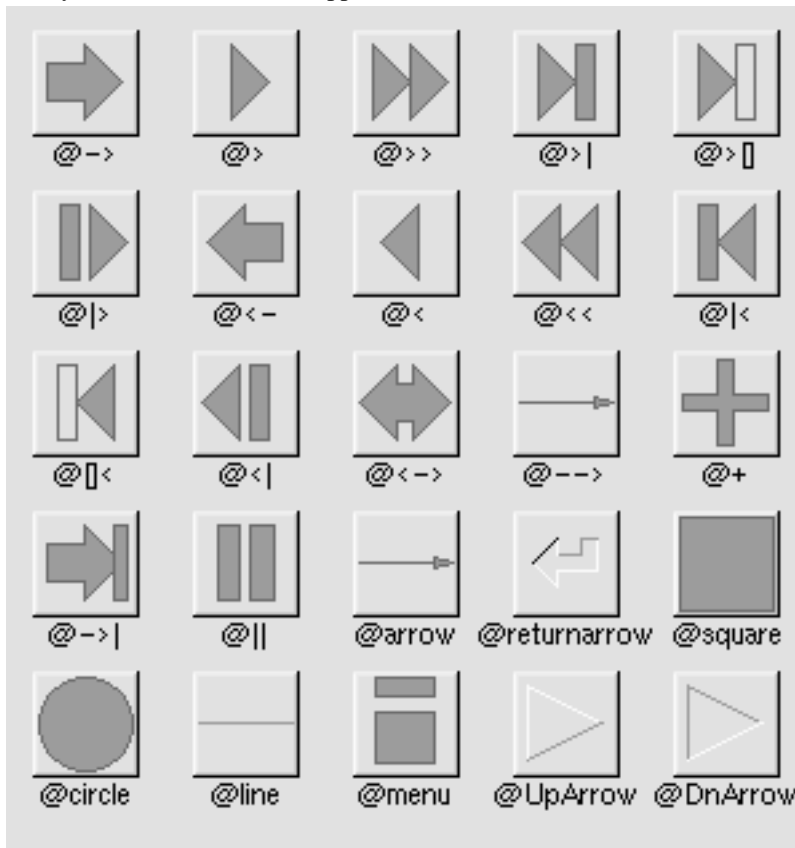 @-> @> @>> @>| @>[]
@|> @<- @< @<< @|<
@[]< @<| @<-> @--> @+
@->| @|| @arrow @returnarrow @square
@circle @line @menu @UpArrow @DnArrow